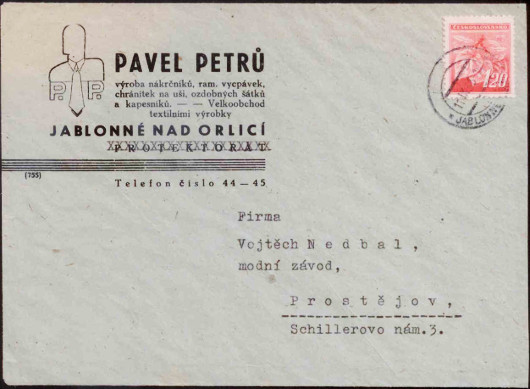 PAVEL PETRŮ
výroba nákrčníků, ram. vycpávek,
chránítek na uši, ozdobných šátků
a kapesníků. — — Velkoobchod
textilními výrobky
JABLONNÉ NAD ORLICÍ
PROTEKTORÁT
(755)
Telefon číslo 44—45
P. P.
ČESKOSLOVENSKO
1.20
* JABLONNÉ
Firma
Vojtěch Nedbal,
modní závod,
Prostějov,
Schillerovo nám.3.